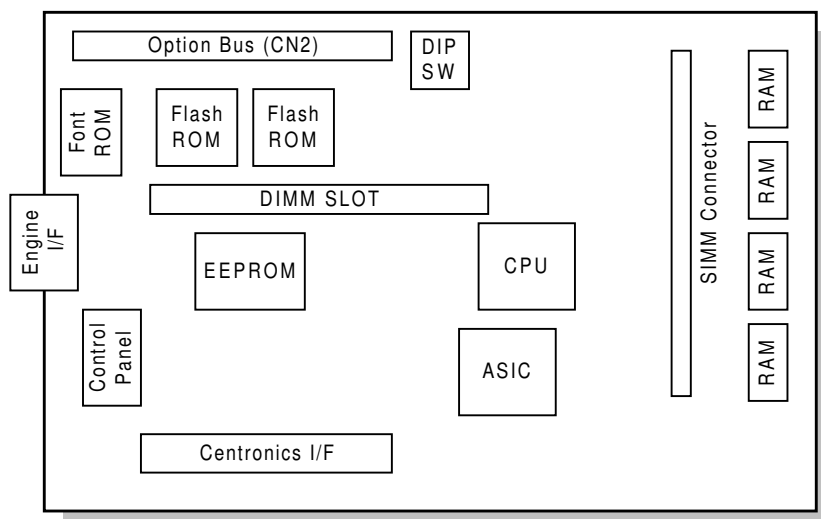 Option Bus (CN2)
DIP
SW
Font
ROM
Flash
ROM
Flash
ROM
DIMM SLOT
Engine
I/F
EEPROM
CPU
Control
Panel
ASIC
Centronics I/F
SIMM Connector
RAM
RAM
RAM
RAM